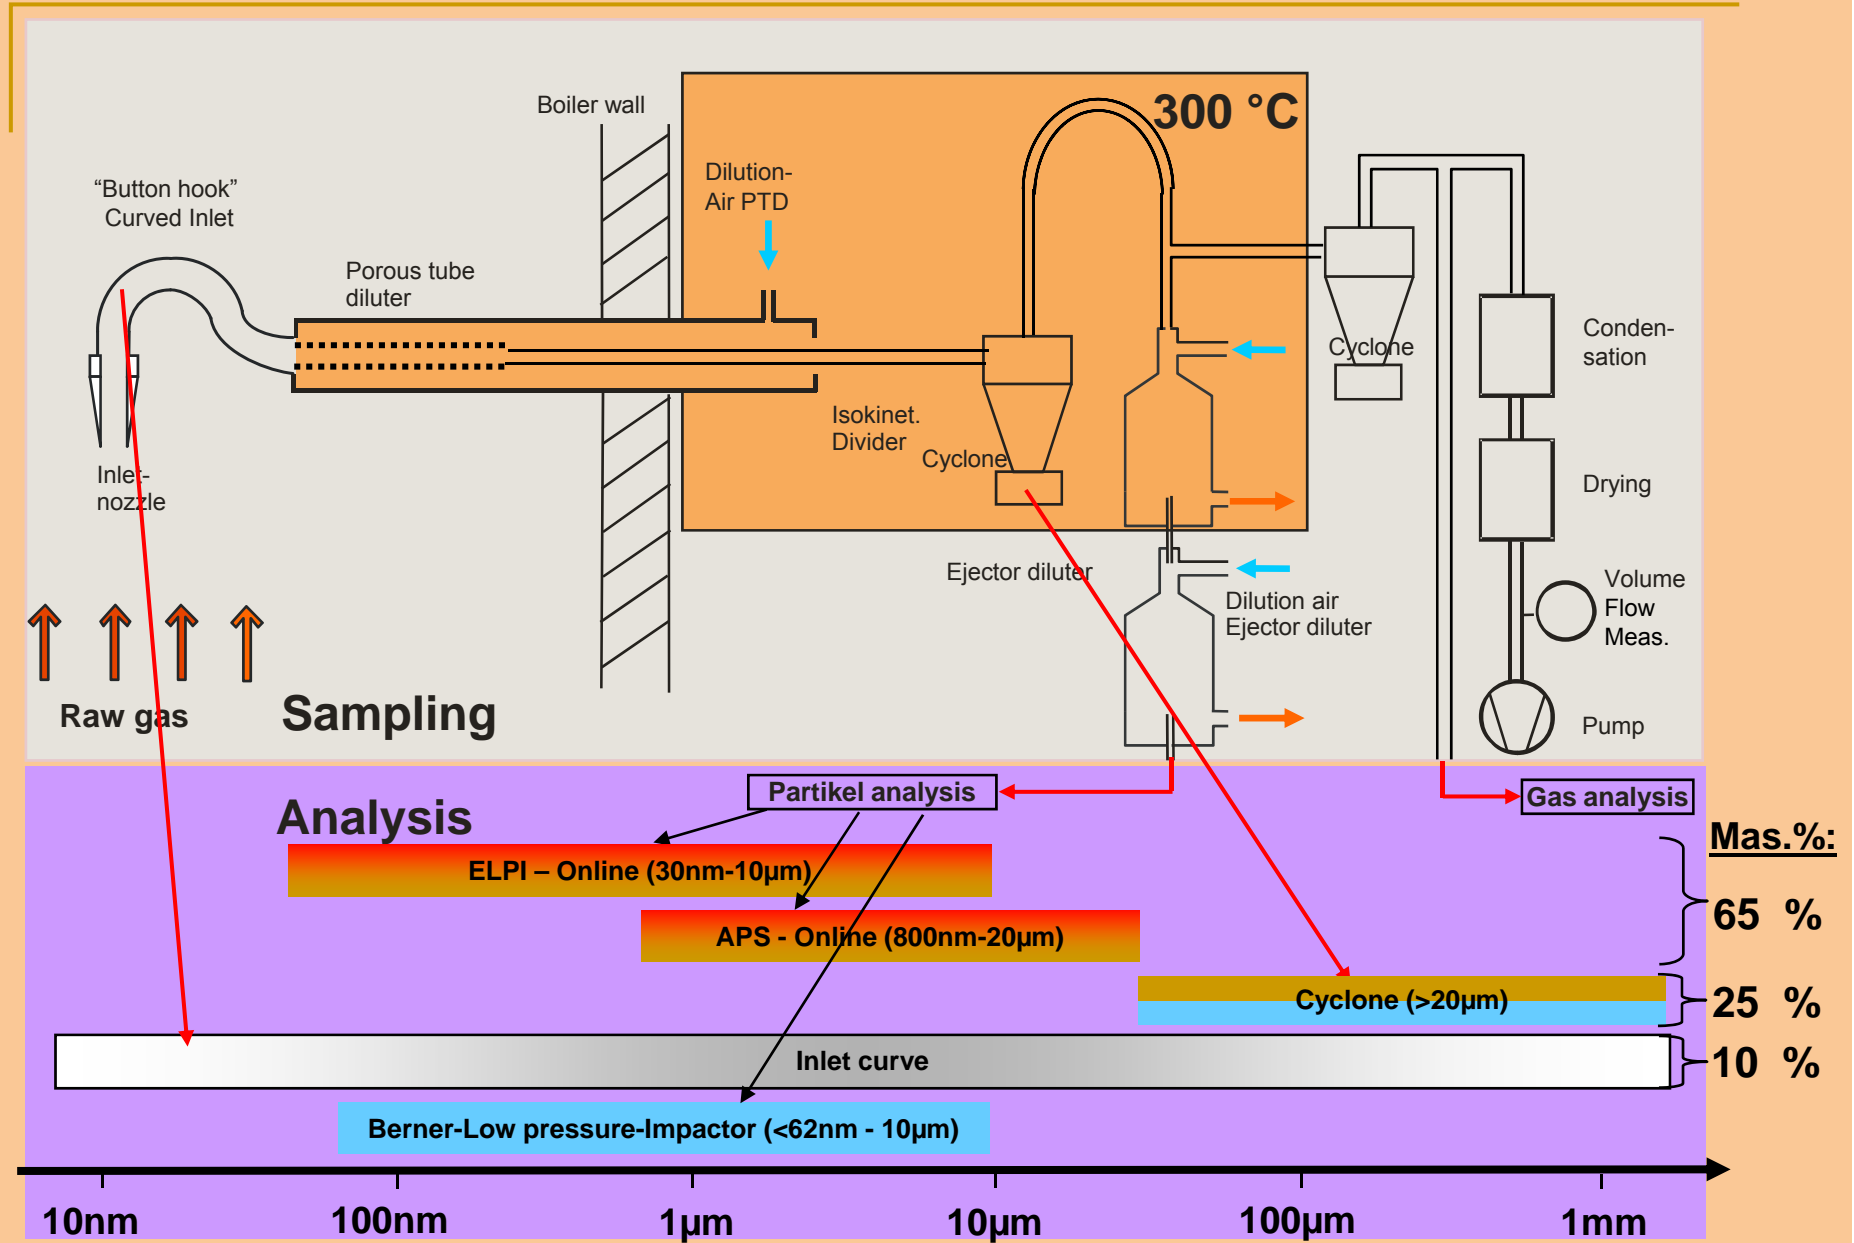 Boiler wall
300 °C
Dilution-
Air PTD
“Button hook”
Curved Inlet
Porous tube
diluter
Cyclone
Conden-
sation
Isokinet.
Divider
Cyclone
Inlet-
nozzle
Drying
Ejector diluter
Dilution air
Ejector diluter
Volume
Flow
Meas.
Raw gas
Sampling
Pump
Partikel analysis
Gas analysis
Analysis
Mas.%:
ELPI – Online (30nm-10µm)
65 %
APS - Online (800nm-20µm)
Cyclone (>20µm)
25 %
Inlet curve
10 %
Berner-Low pressure-Impactor (<62nm - 10µm)
10nm 100nm 1µm 10µm 100µm 1mm